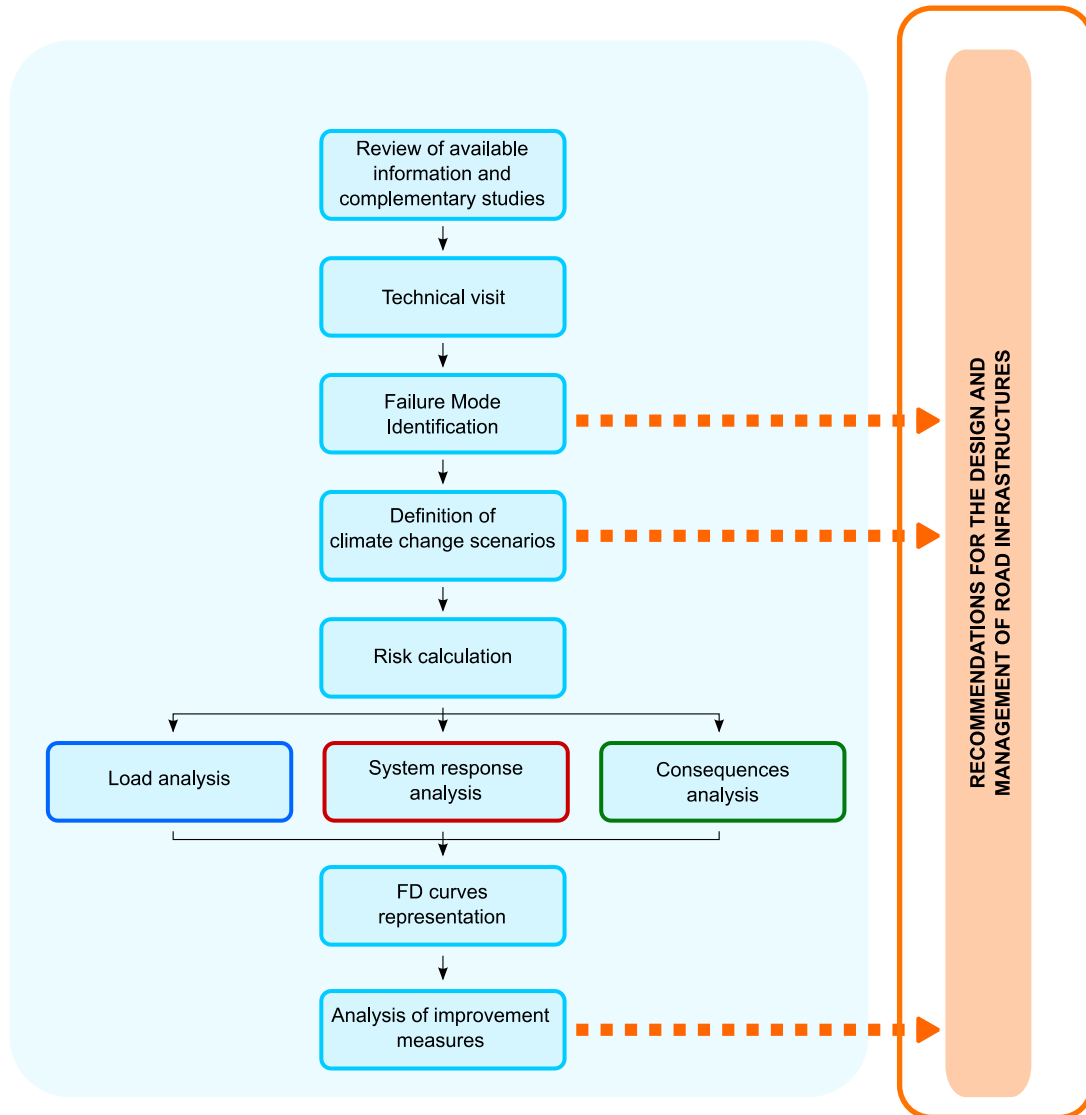 Review of available
information and
complementary studies
Technical visit
Failure Mode
Identification
Definition of
climate change scenarios
Risk calculation
Load analysis
System response
analysis
Consequences
analysis
FD curves
representation
Analysis of improvement
measures
RECOMMENDATIONS FOR THE DESIGN AND
MANAGEMENT OF ROAD INFRASTRUCTURES